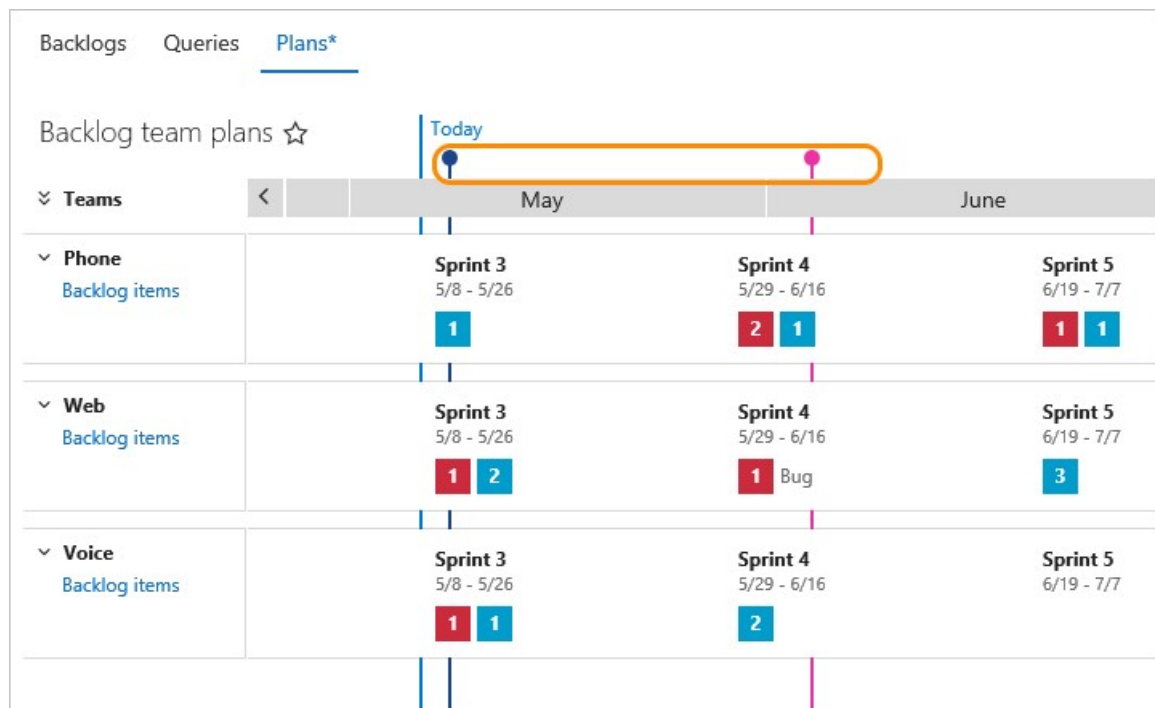 Backlogs Queries Plans*
Backlog team plans
Today
Teams
May June
Phone
Backlog items
Sprint 3 Sprint 4 Sprint 5
5/8 - 5/26 5/29 - 6/16 6/19 - 7/7
1 2 1 1 1
Web
Backlog items
Sprint 3 Sprint 4 Sprint 5
5/8 - 5/26 5/29 - 6/16 6/19 - 7/7
1 2 1 Bug 3
Voice
Backlog items
Sprint 3 Sprint 4 Sprint 5
5/8 - 5/26 5/29 - 6/16 6/19 - 7/7
1 1 2